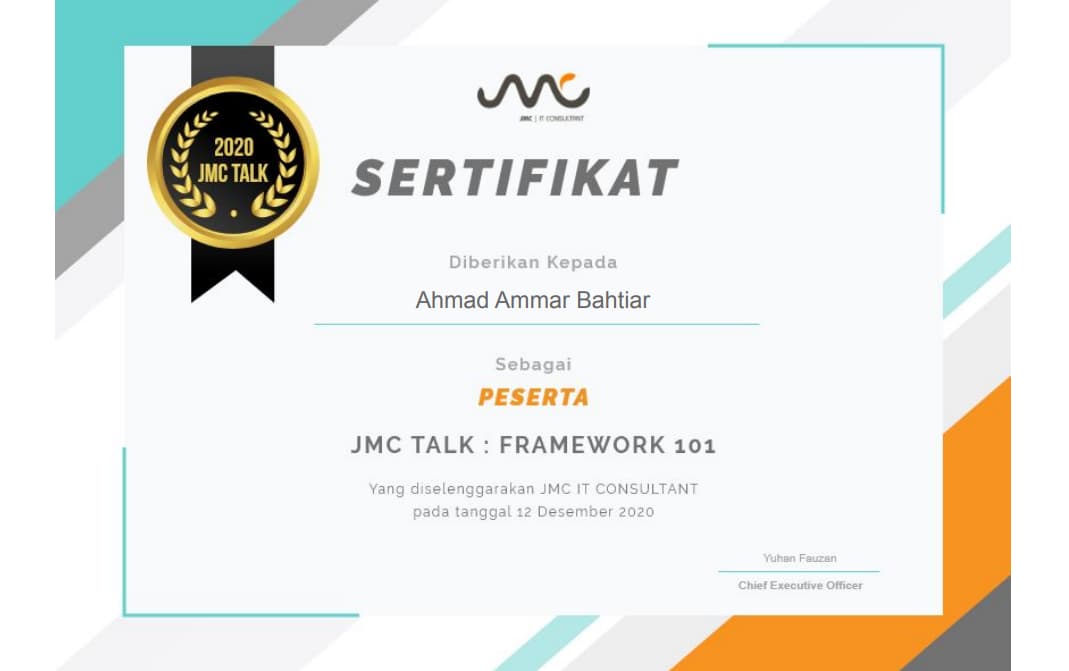 2020
JMC TALK
JMC | IT CONSULTANT
SERTIFIKAT
Diberikan Kepada
Ahmad Ammar Bahtiar
Sebagai
PESERTA
JMC TALK : FRAMEWORK 101
Yang diselenggarakan JMC IT CONSULTANT
pada tanggal 12 Desember 2020
Yuhan Fauzan
Chief Executive Officer